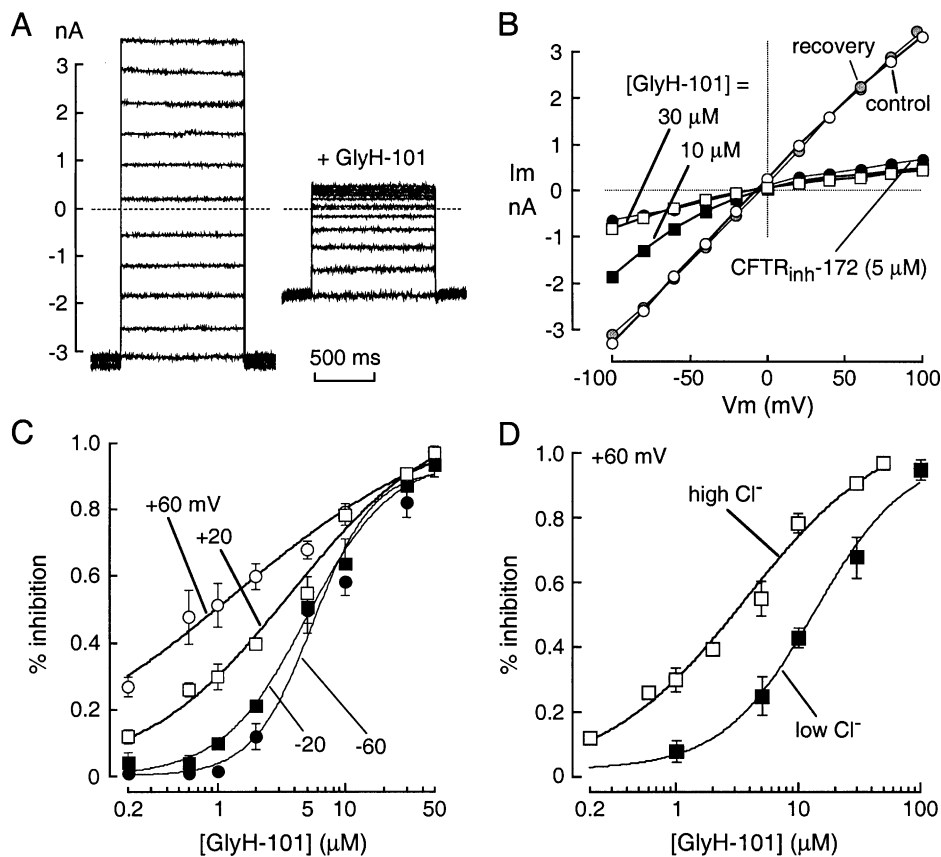 A
nA
3
2
1
0
-1
-2
-3
+ GlyH-101
500 ms
B
3
2
1
Im
0
nA
-1
-2
-3
recovery
control
[GlyH-101] =
30 µM
10 µM
CFTRinh-172 (5 µM)
-100
-50
0
50
100
Vm (mV)
C
1.0
0.8
0.6
0.4
0.2
0
% inhibition
+60 mV
+20
-20
-60
0.2
1
5
10
50
[GlyH-101] (µM)
D
+60 mV
1.0
0.8
0.6
0.4
0.2
0
% inhibition
high Cl-
low Cl-
0.2
1
10
100
[GlyH-101] (µM)